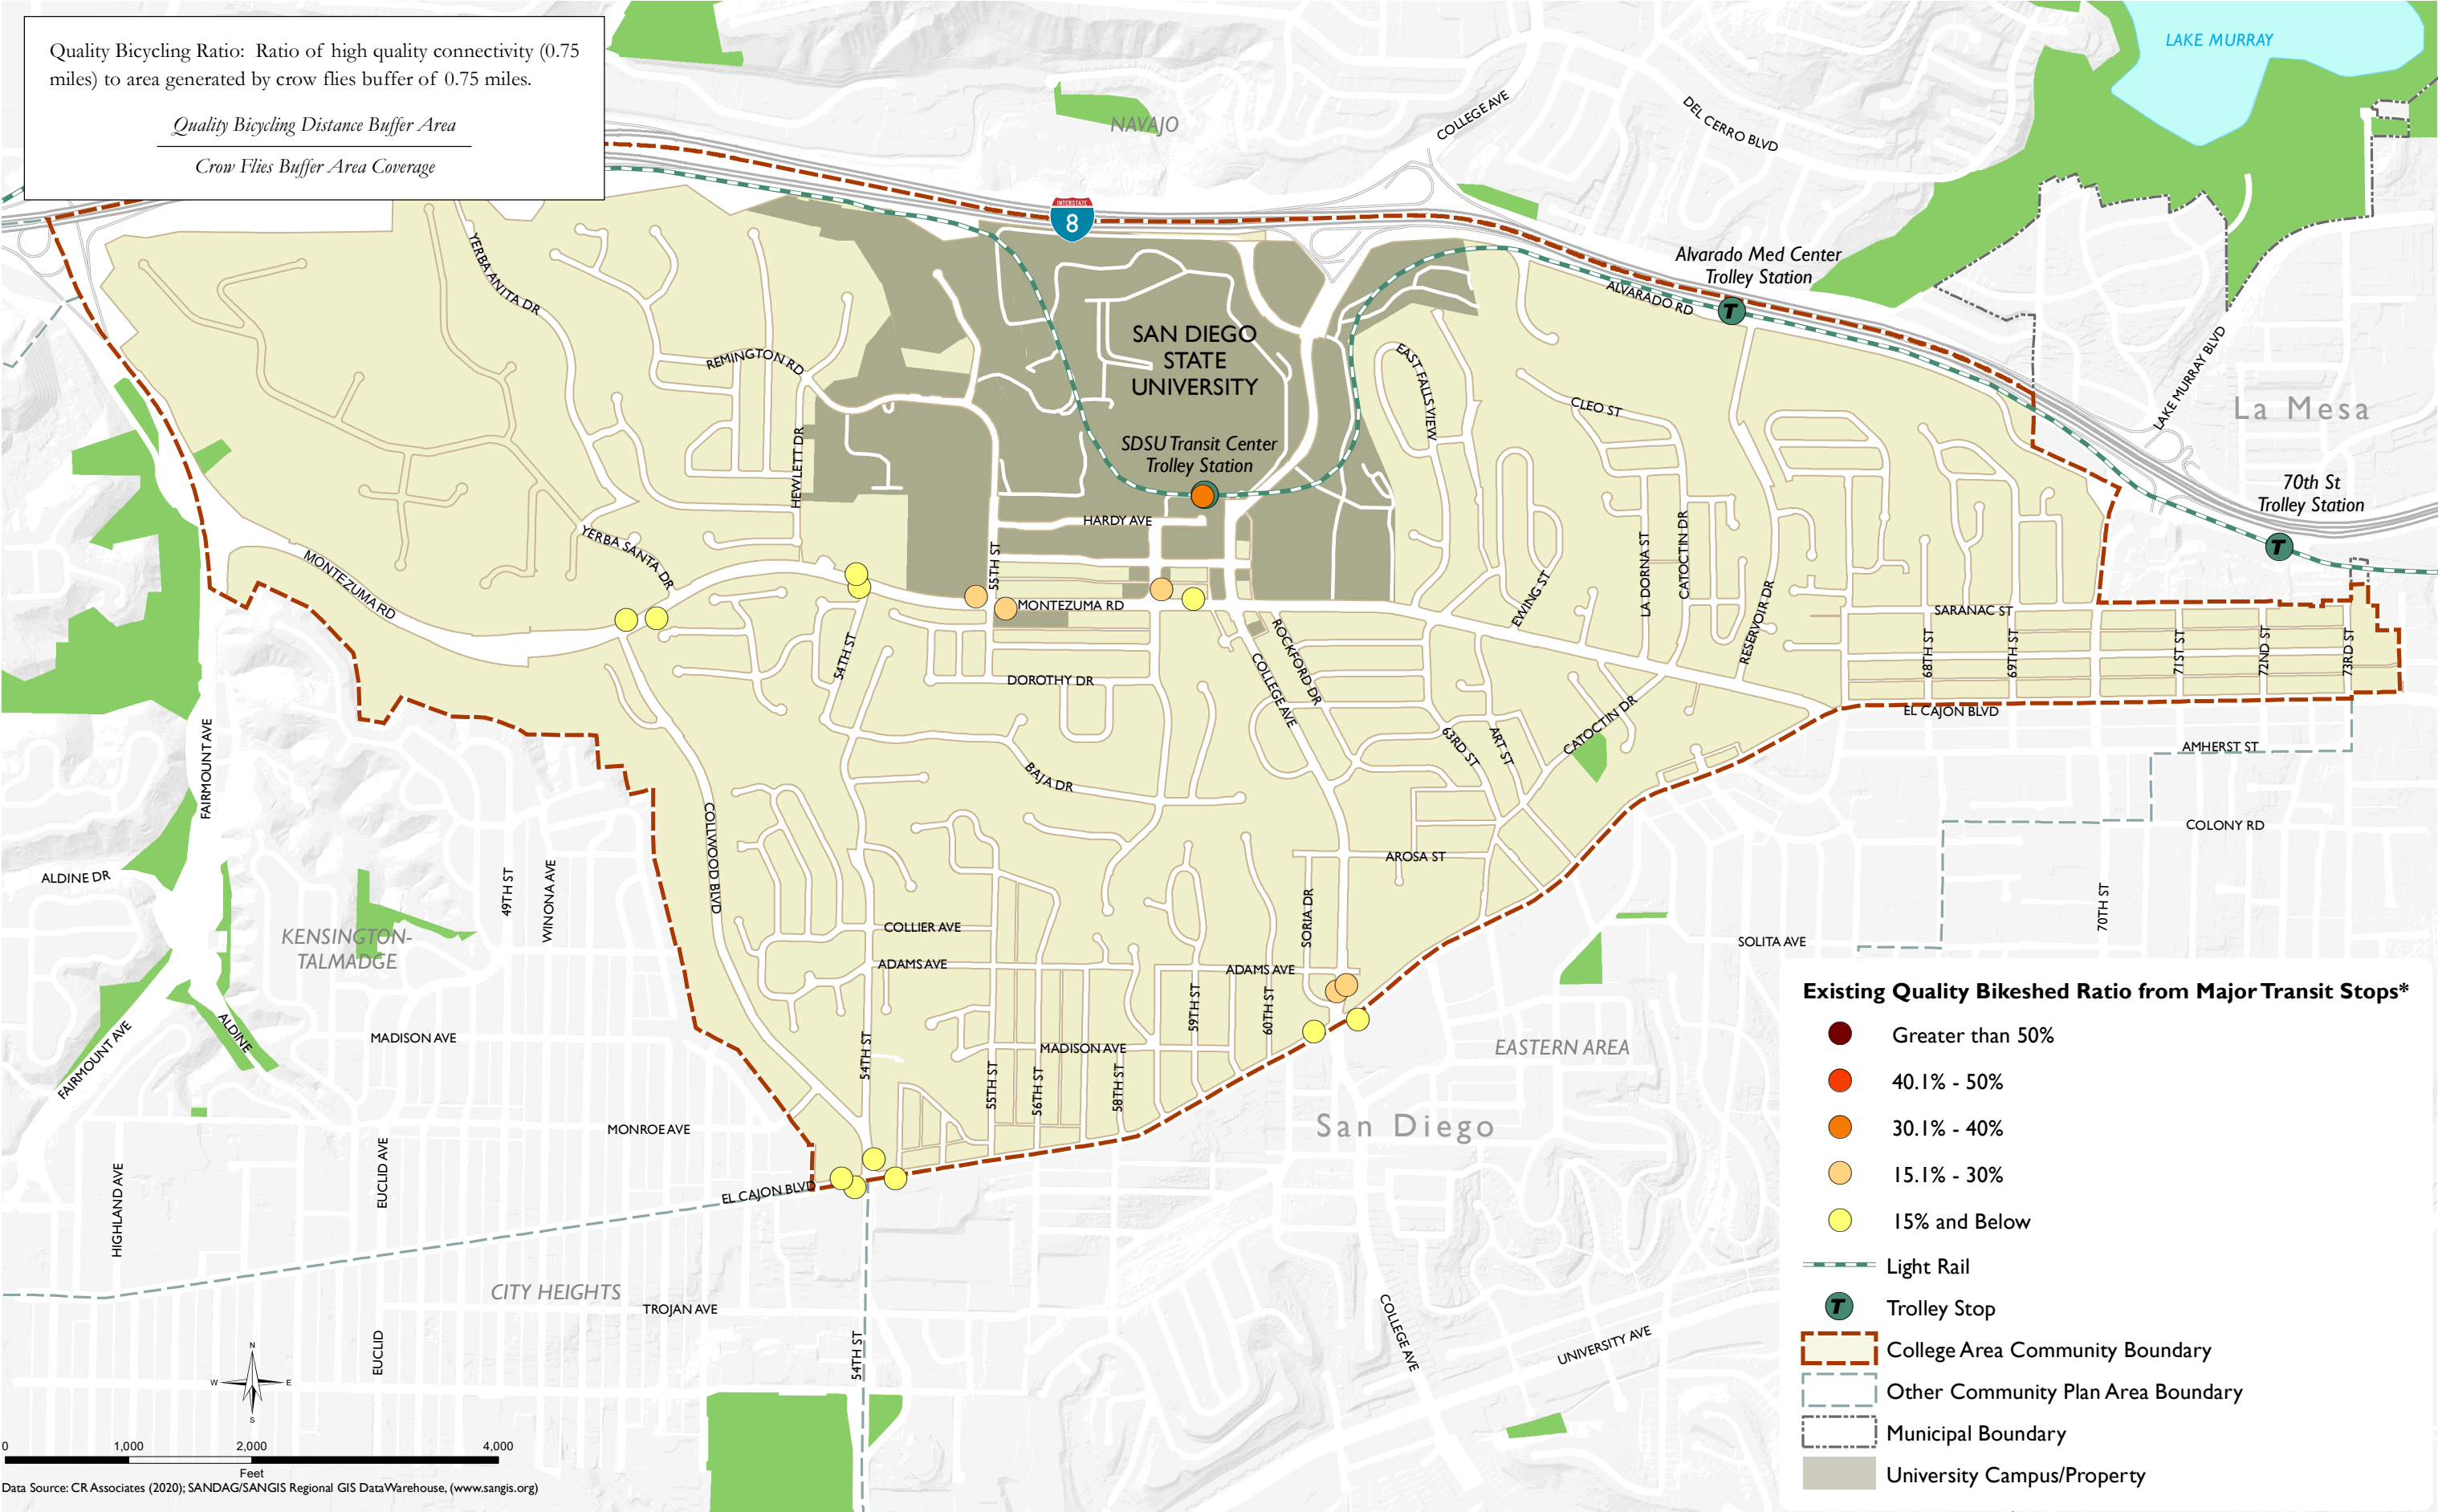 Quality Bicycling Ratio: Ratio of high quality connectivity (0.75
miles) to area generated by crow flies buffer of 0.75 miles.
Quality Bicycling Distance Buffer Area
Crow Flies Buffer Area Coverage
LAKE MURRAY
NAVAJO
COLLEGE AVE
DEL CERRO BLVD
INTERSTATE
8
Alvarado Med Center
Trolley Station
T
ALVARADO RD
YERBA ANITA DR
REMINGTON RD
SAN DIEGO
STATE
UNIVERSITY
EAST FALLS VIEW
CLEO ST
LAKE MURRAY BLVD
La Mesa
SDSU Transit Center
Trolley Station
HEWLETT DR
HARDY AVE
70th St
Trolley Station
T
YERBA SANTA DR
MONTEZUMA RD
55TH ST
MONTEZUMA RD
EWING ST
LA DORNA ST
CATOCTIN DR
RESERVOIR DR
SARANAC ST
68TH ST
69TH ST
71ST ST
72ND ST
73RD ST
54TH ST
DOROTHY DR
COLLEGE AVE
ROCKFORD DR
EL CAJON BLVD
FAIRMOUNT AVE
BAJA DR
63RD ST
ART ST
CATOCTIN DR
AMHERST ST
COLLWOOD BLVD
COLONY RD
AROSA ST
ALDINE DR
49TH ST
WINONA AVE
70TH ST
KENSINGTON-
TALMADGE
COLLIER AVE
SORIA DR
SOLITA AVE
ADAMS AVE
ADAMS AVE
FAIRMOUNT AVE
ALDINE
MADISON AVE
54TH ST
MADISON AVE
59TH ST
60TH ST
EASTERN AREA
55TH ST
56TH ST
58TH ST
San Diego
MONROE AVE
HIGHLAND AVE
EUCLID AVE
EL CAJON BLVD
CITY HEIGHTS
TROJAN AVE
EUCLID
54TH ST
COLLEGE AVE
UNIVERSITY AVE
Existing Quality Bikeshed Ratio from Major Transit Stops*
Greater than 50%
40.1% - 50%
30.1% - 40%
15.1% - 30%
15% and Below
Light Rail
T Trolley Stop
College Area Community Boundary
Other Community Plan Area Boundary
Municipal Boundary
University Campus/Property
N
W E
S
0 1,000 2,000 4,000
Feet
Data Source: CR Associates (2020); SANDAG/SANGIS Regional GIS Data Warehouse, (www.sangis.org)